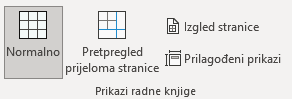 Normalno
Pretpregled
prijeloma stranice
Izgled stranice
Prilagođeni prikazi
Prikazi radne knjige